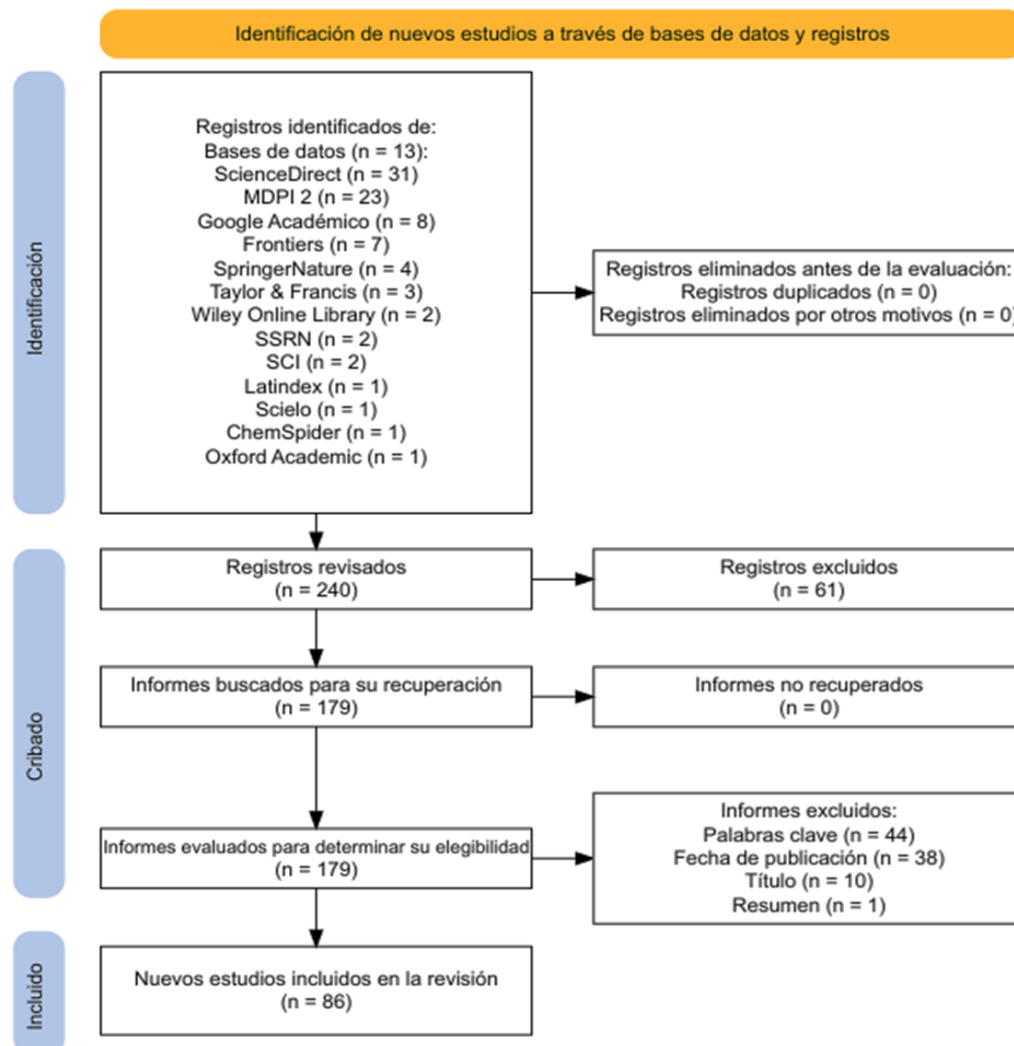 Identificación de nuevos estudios a través de bases de datos y registros
Identificación
Registros identificados de:
Bases de datos (n = 13):
ScienceDirect (n = 31)
MDPI 2 (n = 23)
Google Académico (n = 8)
Frontiers (n = 7)
SpringerNature (n = 4)
Taylor & Francis (n = 3)
Wiley Online Library (n = 2)
SSRN (n = 2)
SCI (n = 2)
Latindex (n = 1)
Scielo (n = 1)
ChemSpider (n = 1)
Oxford Academic (n = 1)
Registros eliminados antes de la evaluación:
Registros duplicados (n = 0)
Registros eliminados por otros motivos (n = 0)
Cribado
Registros revisados
(n = 240)
Registros excluidos
(n = 61)
Informes buscados para su recuperación
(n = 179)
Informes no recuperados
(n = 0)
Informes evaluados para determinar su elegibilidad
(n = 179)
Informes excluidos:
Palabras clave (n = 44)
Fecha de publicación (n = 38)
Título (n = 10)
Resumen (n = 1)
Incluido
Nuevos estudios incluidos en la revisión
(n = 86)